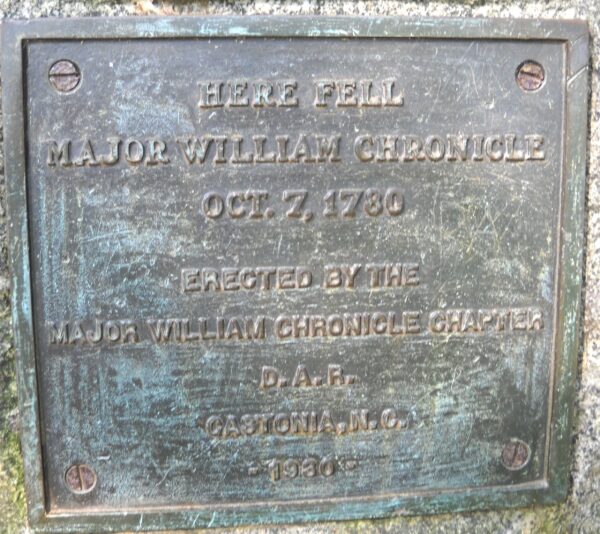 HERE FELL
MAJOR WILLIAM CHRONICLE
OCT. 7, 1780
ERECTED BY THE
MAJOR WILLIAM CHRONICLE CHAPTER
D.A.R.
GASTONIA, N.C.
- 1930 -